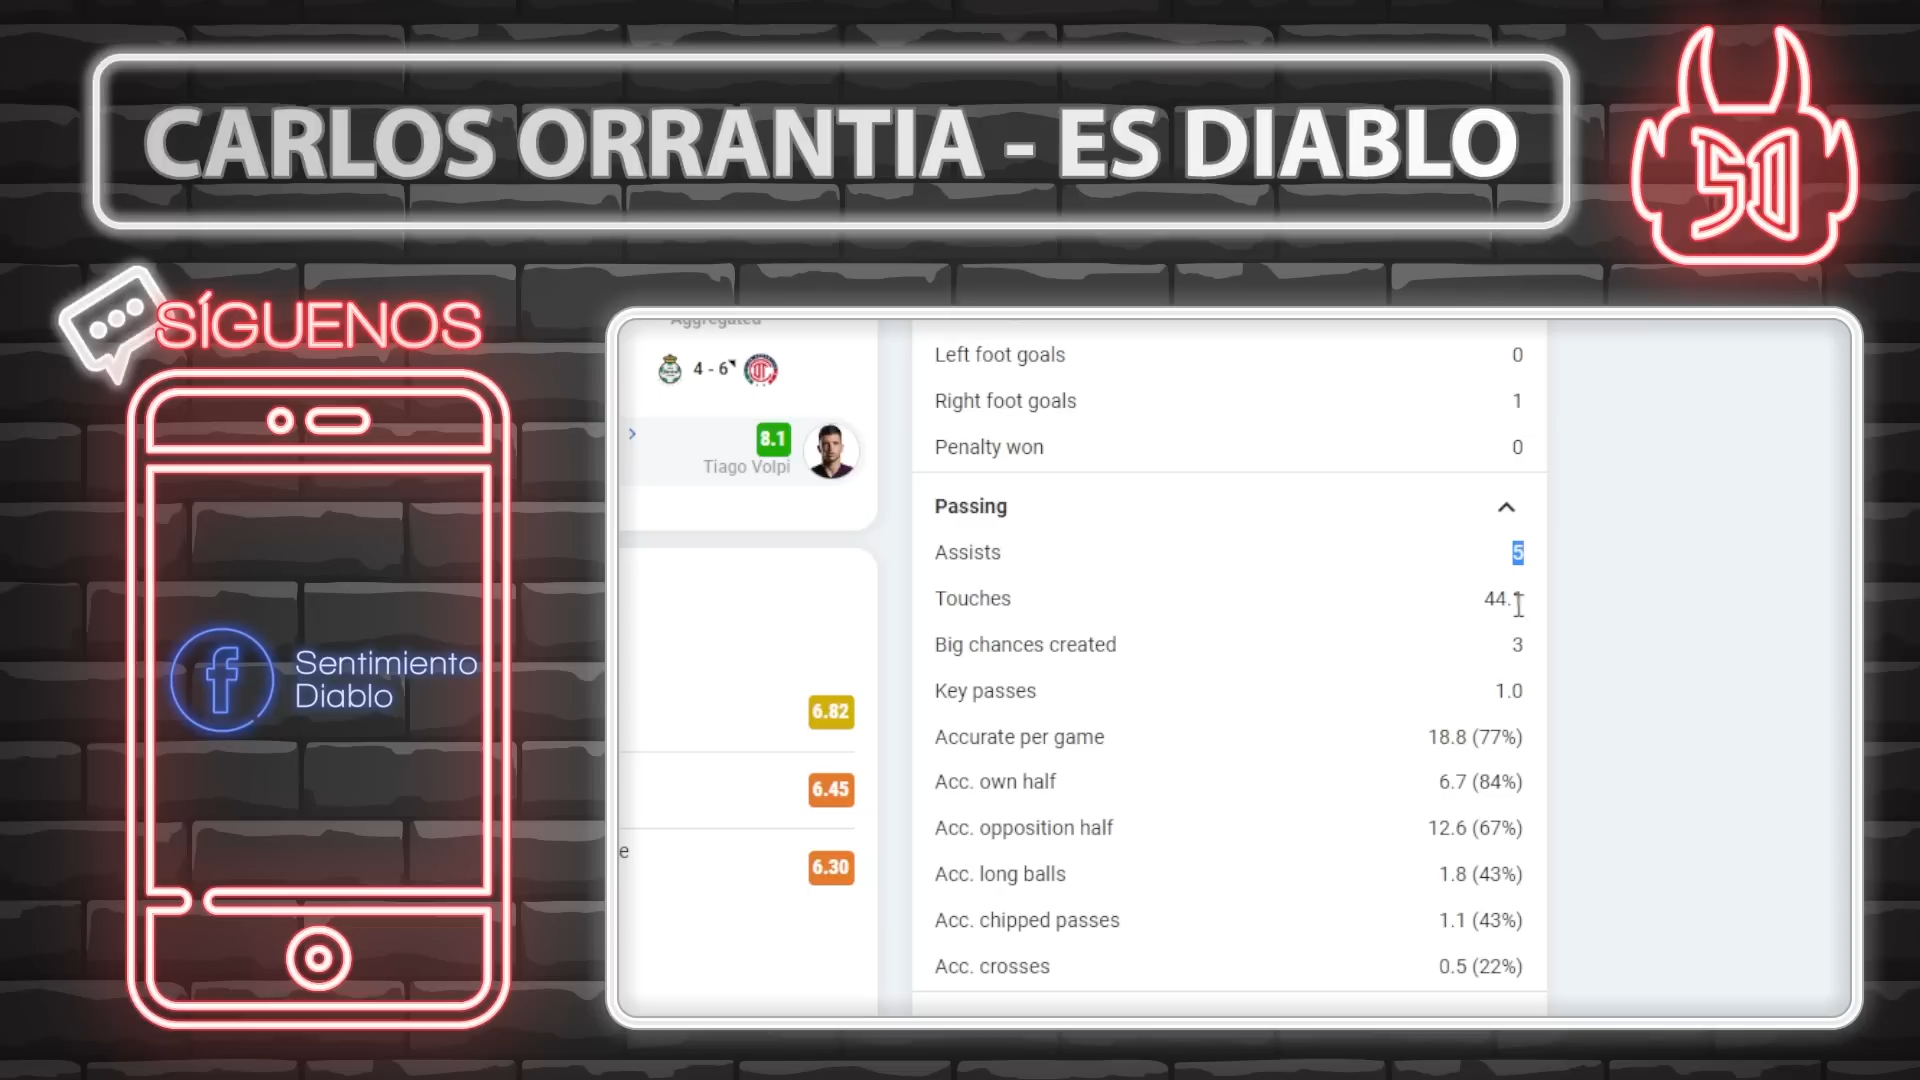 CARLOS ORRANTIA - ES DIABLO
SD
SÍGUENOS
Sentimiento
Diablo
Aggregated
4 - 6
8.1
Tiago Volpi
6.82
6.45
e
6.30
Left foot goals 0
Right foot goals 1
Penalty won 0
Passing
Assists 5
Touches 44.
Big chances created 3
Key passes 1.0
Accurate per game 18.8 (77%)
Acc. own half 6.7 (84%)
Acc. opposition half 12.6 (67%)
Acc. long balls 1.8 (43%)
Acc. chipped passes 1.1 (43%)
Acc. crosses 0.5 (22%)